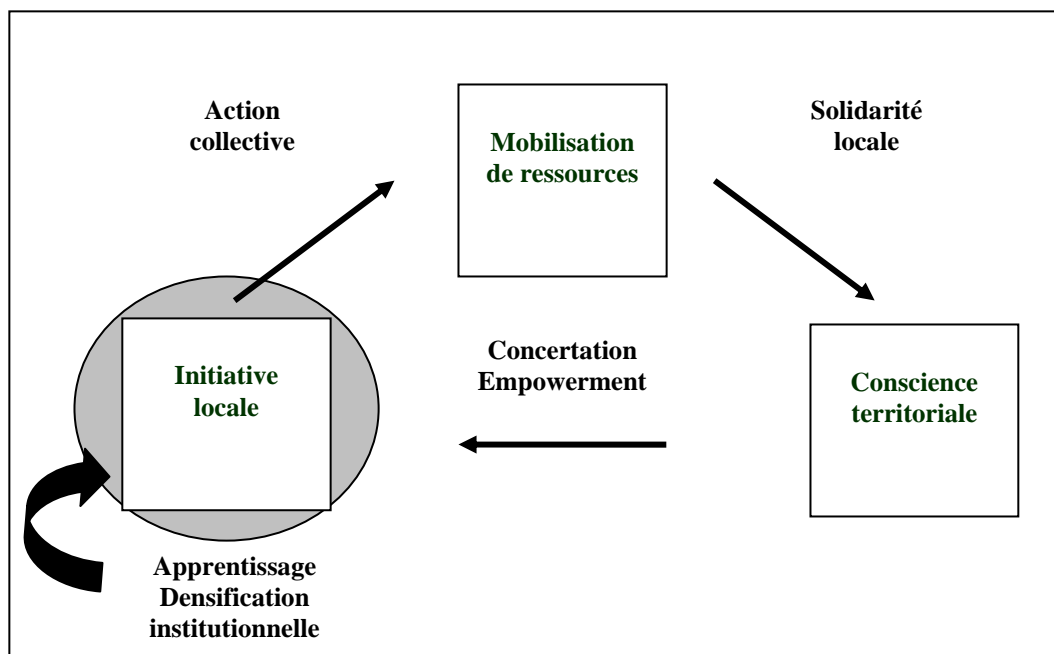 Action
collective
Mobilisation
de ressources
Solidarité
locale
Initiative
locale
Concertation
Empowerment
Conscience
territoriale
Apprentissage
Densification
institutionnelle